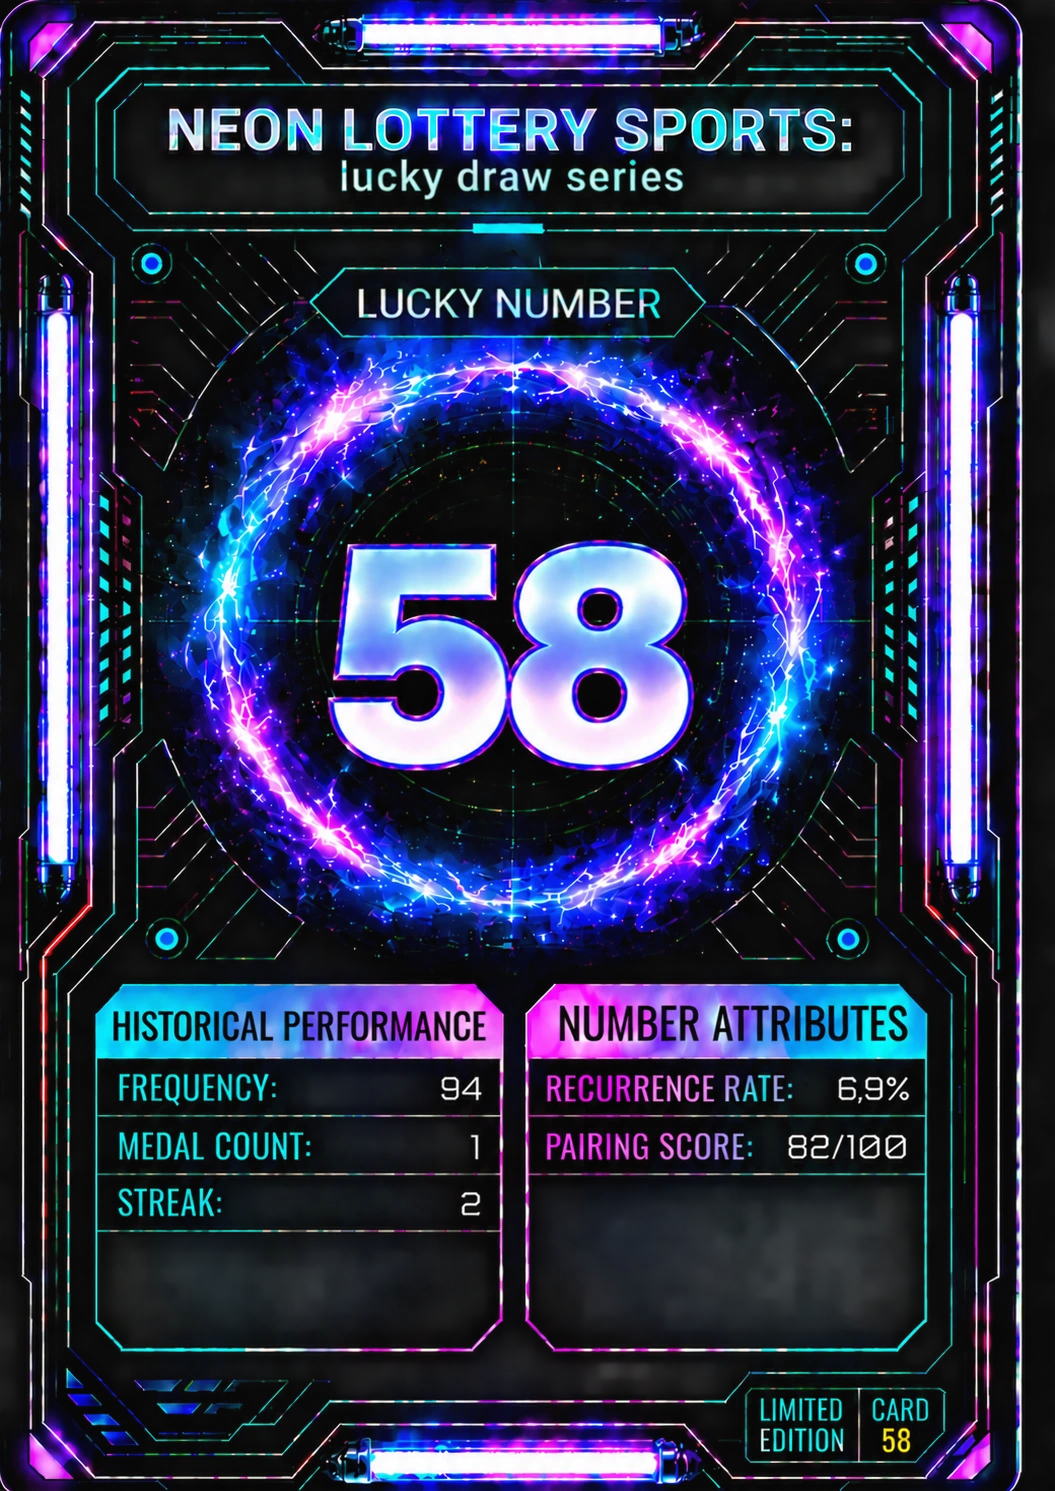 NEON LOTTERY SPORTS:
lucky draw series
LUCKY NUMBER
58
HISTORICAL PERFORMANCE
FREQUENCY: 94
MEDAL COUNT: 1
STREAK: 2
NUMBER ATTRIBUTES
RECURRENCE RATE: 6,9%
PAIRING SCORE: 82/100
LIMITED EDITION
CARD 58